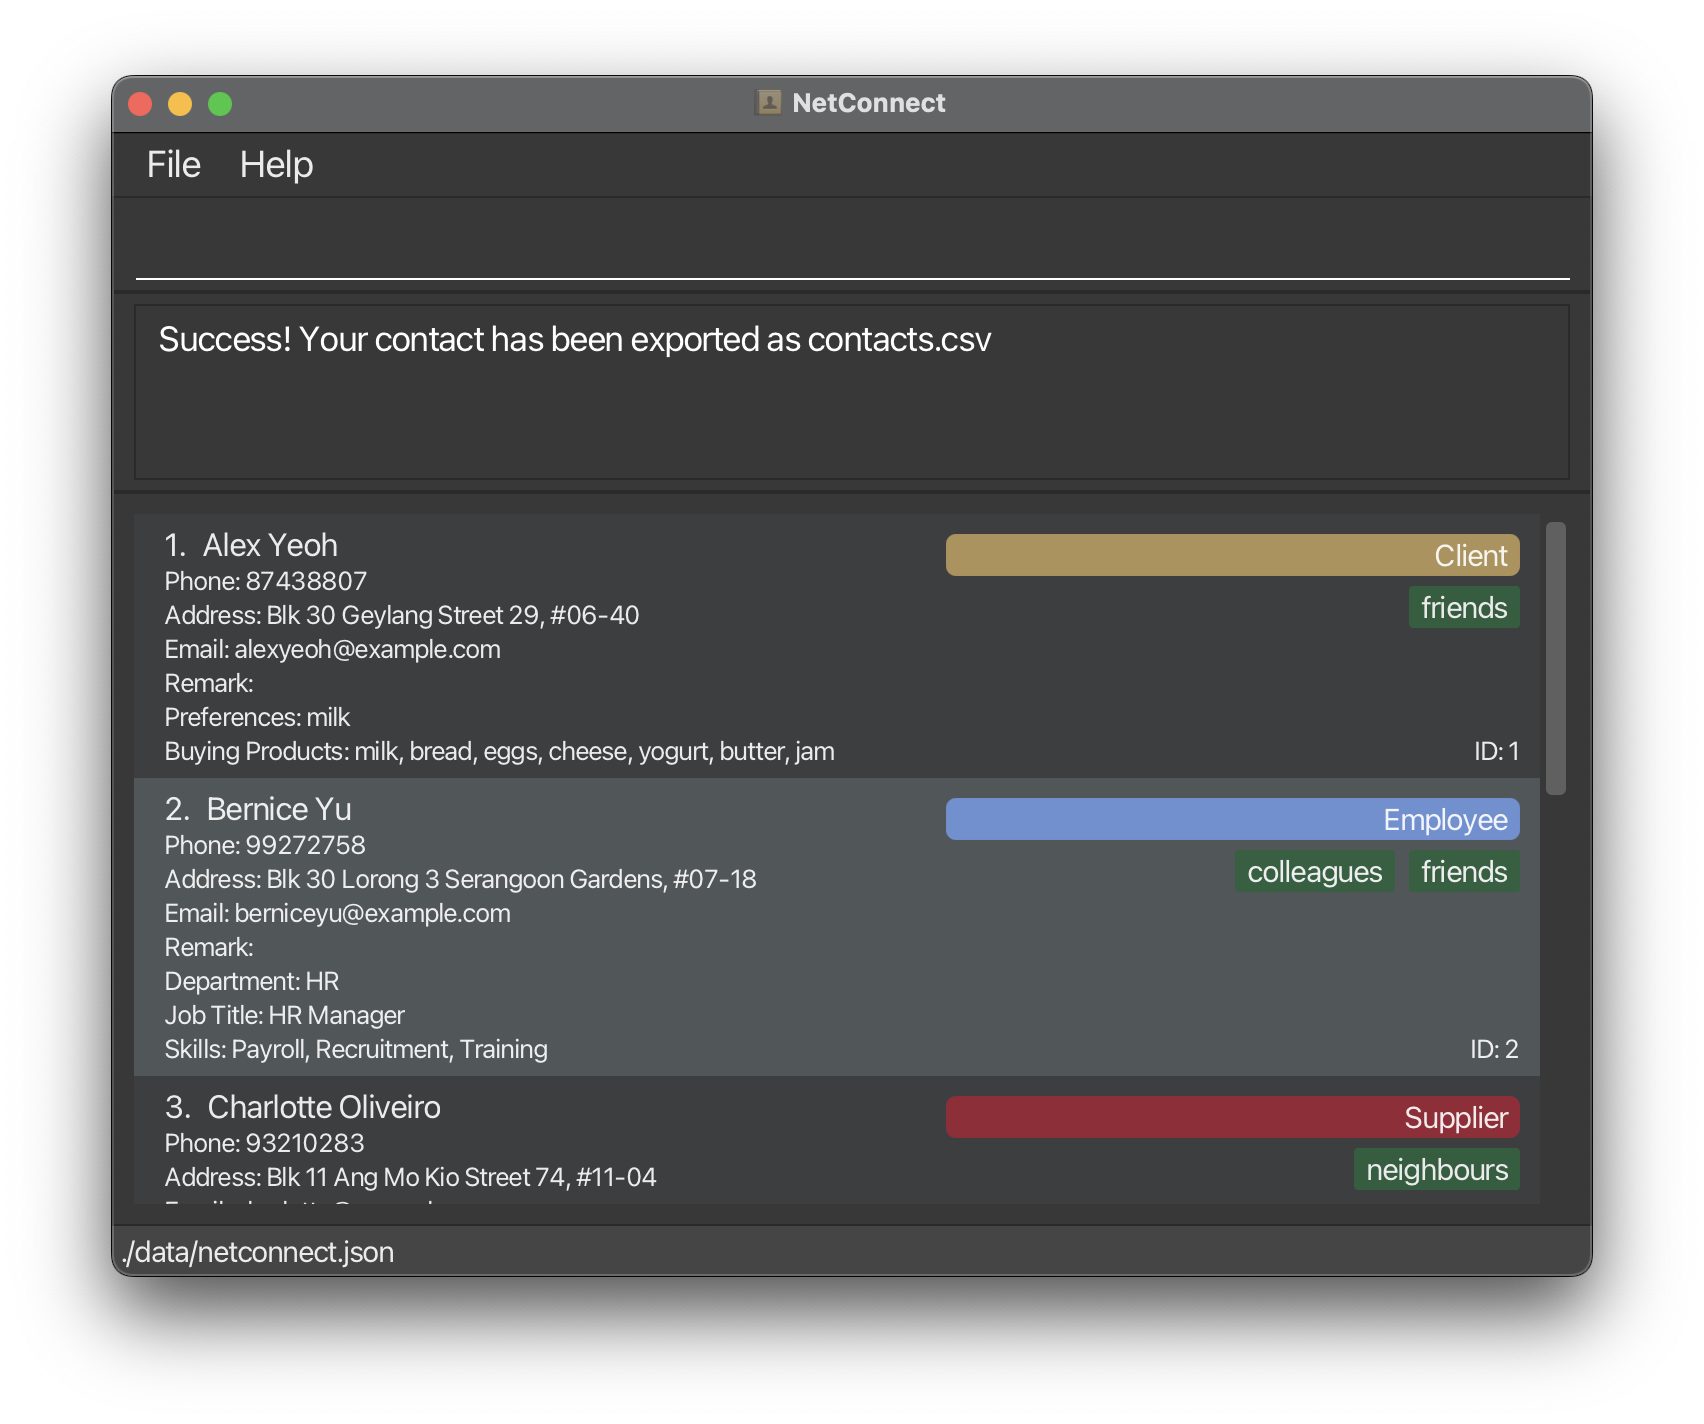 NetConnect
File Help
Success! Your contact has been exported as contacts.csv
1. Alex Yeoh
Client
Phone: 87438807
friends
Address: Blk 30 Geylang Street 29, #06-40
Email: alexyeoh@example.com
Remark:
Preferences: milk
Buying Products: milk, bread, eggs, cheese, yogurt, butter, jam
ID: 1
2. Bernice Yu
Employee
Phone: 99272758
colleagues friends
Address: Blk 30 Lorong 3 Serangoon Gardens, #07-18
Email: berniceyu@example.com
Remark:
Department: HR
Job Title: HR Manager
Skills: Payroll, Recruitment, Training
ID: 2
3. Charlotte Oliveiro
Supplier
Phone: 93210283
neighbours
Address: Blk 11 Ang Mo Kio Street 74, #11-04
./data/netconnect.json